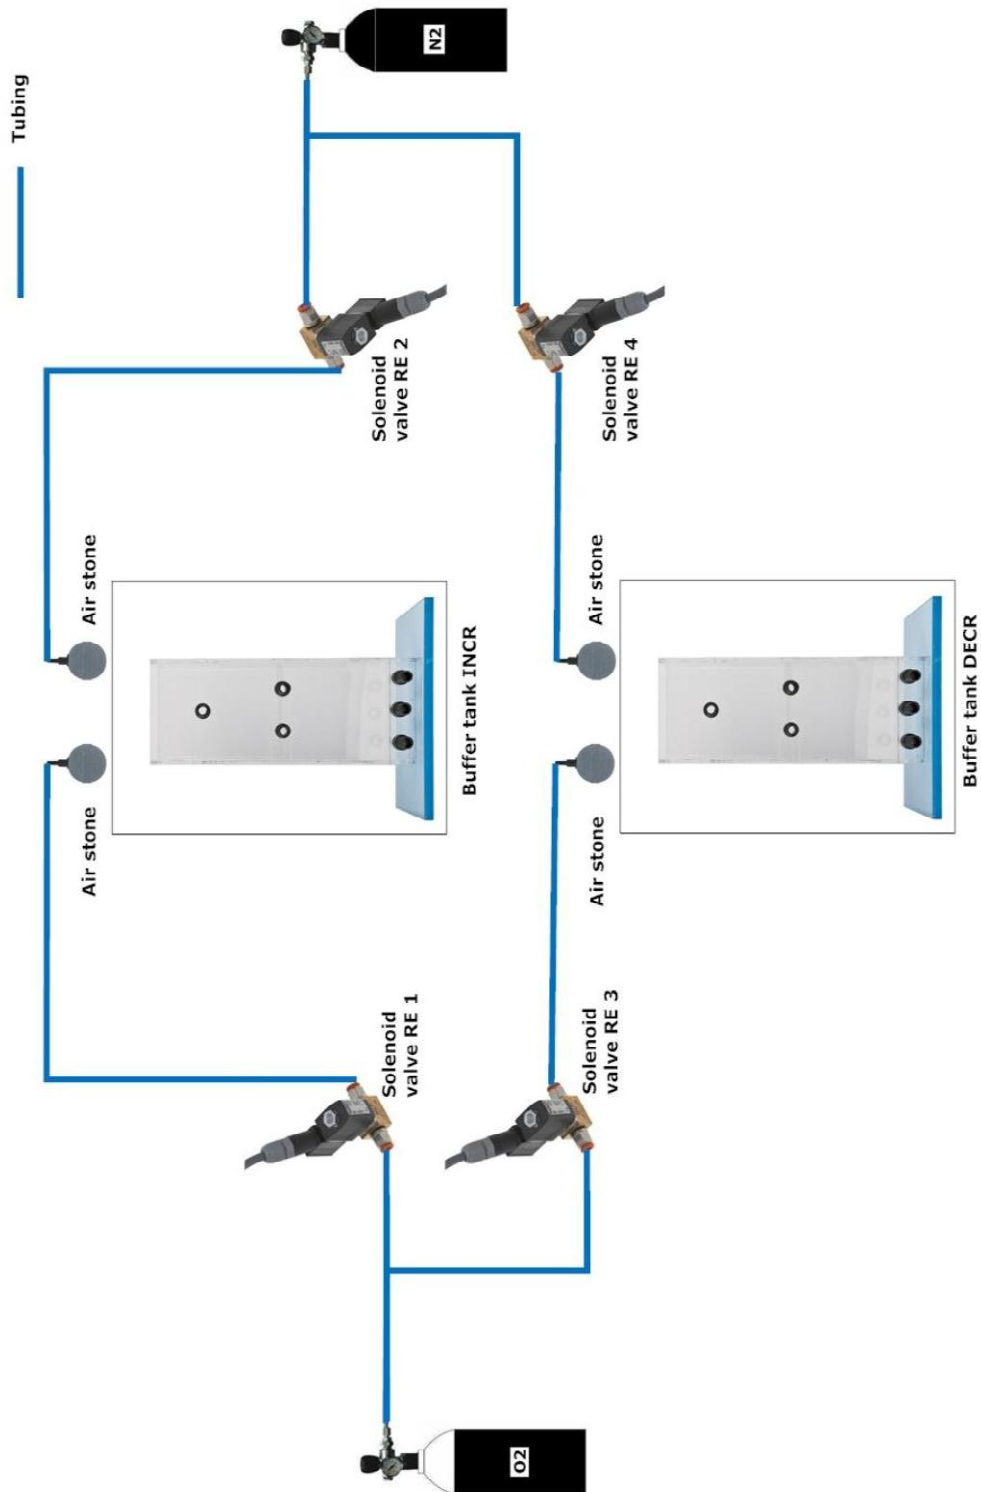 Tubing
Air stone
Air stone
Solenoid
valve RE 1
Solenoid
valve RE 2
N2
Buffer tank INCR
O2
Air stone
Air stone
Solenoid
valve RE 3
Solenoid
valve RE 4
Buffer tank DECR